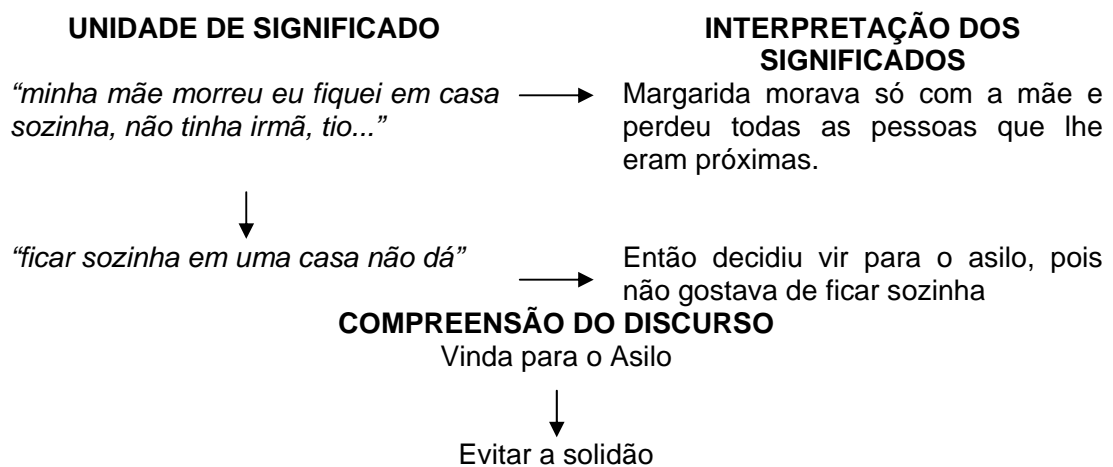 UNIDADE DE SIGNIFICADO
INTERPRETAÇÃO DOS
SIGNIFICADOS
“minha mãe morreu eu fiquei em casa
sozinha, não tinha irmã, tio...”
Margarida morava só com a mãe e
perdeu todas as pessoas que lhe
eram próximas.
“ficar sozinha em uma casa não dá”
Então decidiu vir para o asilo, pois
não gostava de ficar sozinha
COMPREENSÃO DO DISCURSO
Vinda para o Asilo
Evitar a solidão